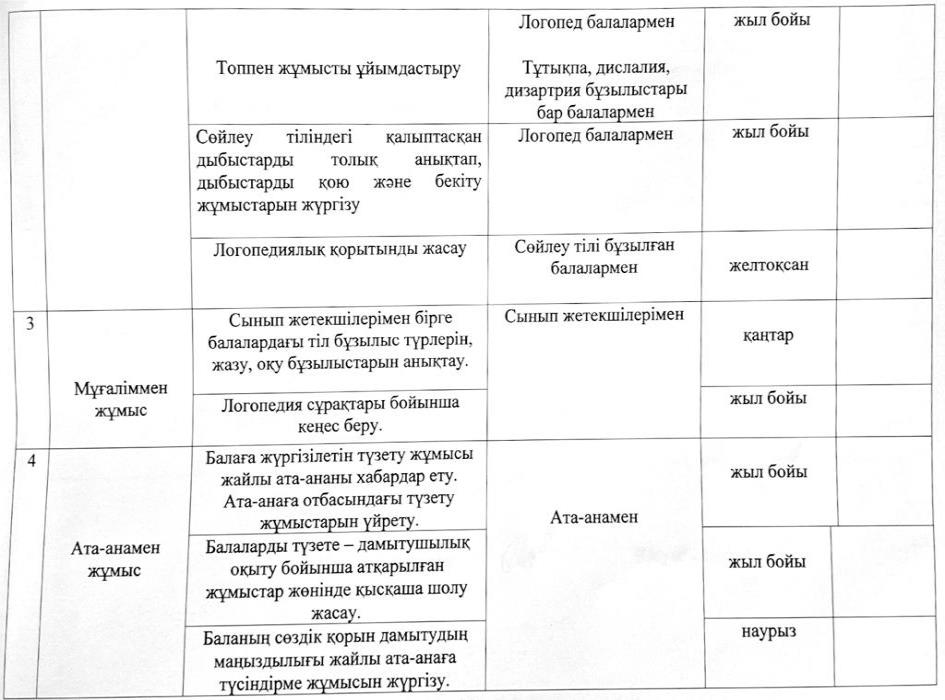 Топпен жұмысты ұйымдастыру
Логопед балалармен
Тұтықпа, дислалия,
дизартрия бұзылыстары
бар балалармен
жыл бойы
Сөйлеу тіліндегі қалыптасқан
дыбыстарды толық анықтап,
дыбыстарды қою және бекіту
жұмыстарын жүргізу
Логопед балалармен
жыл бойы
Логопедиялық қорытынды жасау
Сөйлеу тілі бұзылған
балалармен
желтоқсан
3
Мұғаліммен
жұмыс
Сынып жетекшілерімен бірге
балалардағы тіл бұзылыс түрлерін,
жазу, оқу бұзылыстарын анықтау.
Сынып жетекшілерімен
қаңтар
Логопедия сұрақтары бойынша
кеңес беру.
жыл бойы
4
Ата-анамен
жұмыс
Балаға жүргізілетін түзету жұмысы
жайлы ата-ананы хабардар ету.
Ата-анаға отбасындағы түзету
жұмыстарын үйрету.
Ата-анамен
жыл бойы
Балаларды түзете – дамытушылық
оқыту бойынша атқарылған
жұмыстар жөнінде қысқаша шолу
жасау.
жыл бойы
Баланың сөздік қорын дамытудың
маңыздылығы жайлы ата-анаға
түсіндірме жұмысын жүргізу.
наурыз